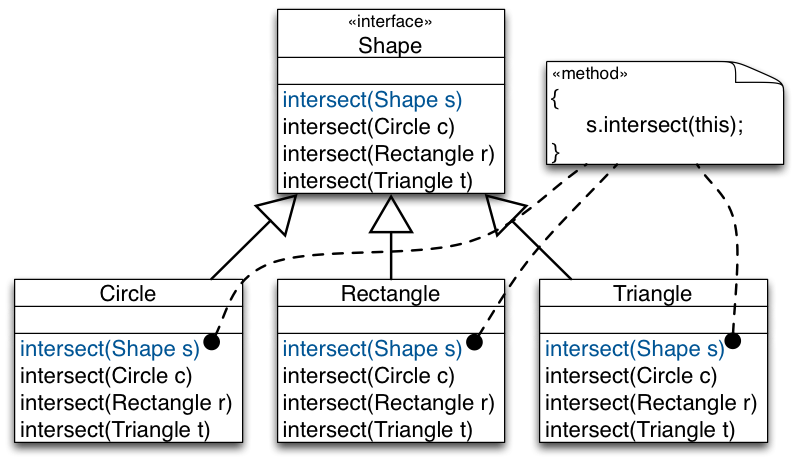 «interface»
Shape
intersect(Shape s)
intersect(Circle c)
intersect(Rectangle r)
intersect(Triangle t)
«method»
{
s.intersect(this);
}
Circle
intersect(Shape s)
intersect(Circle c)
intersect(Rectangle r)
intersect(Triangle t)
Rectangle
intersect(Shape s)
intersect(Circle c)
intersect(Rectangle r)
intersect(Triangle t)
Triangle
intersect(Shape s)
intersect(Circle c)
intersect(Rectangle r)
intersect(Triangle t)